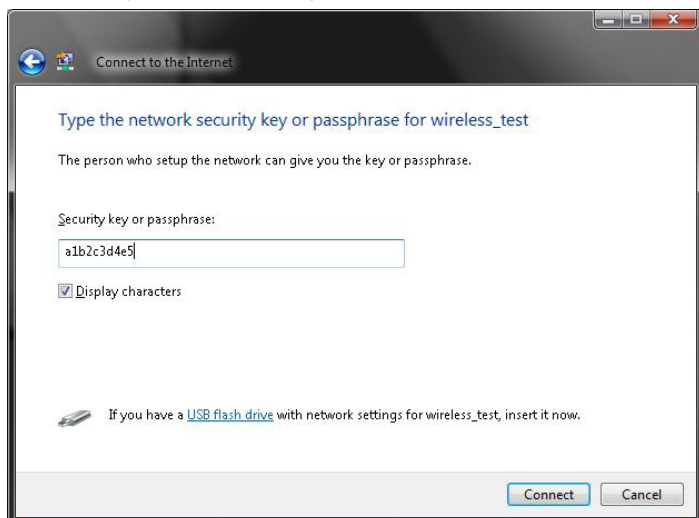 Connect to the Internet
Type the network security key or passphrase for wireless_test
The person who setup the network can give you the key or passphrase.
Security key or passphrase:
a1b2c3d4e5
Display characters
If you have a USB flash drive with network settings for wireless_test, insert it now.
Connect Cancel